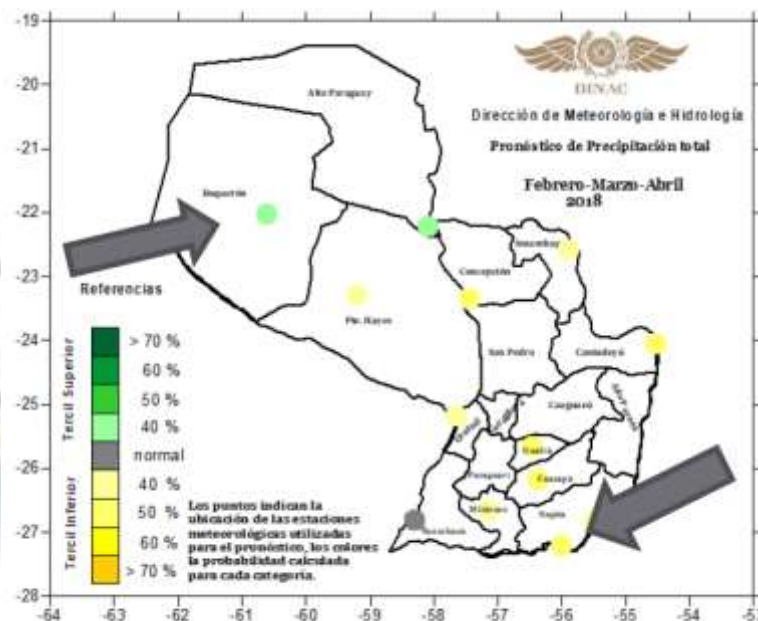 -19
-20
-21
-22
-23
-24
-25
-26
-27
-28
-64
-63
-62
-61
-60
-59
-58
-57
-56
-55
-54
DINAC
Dirección de Meteorología e Hidrología
Pronóstico de Precipitación total
Febrero-Marzo-Abril
2018
Alto Paraguay
Boquerón
Pte. Hayes
Concepción
Amambay
San Pedro
Canindeyú
Caaguazú
Guairá
Caazapá
Paraguarí
Misiones
Itapúa
Referencias
Tercil Superior
> 70 %
60 %
50 %
40 %
normal
Tercil Inferior
40 %
50 %
60 %
> 70 %
Los puntos indican la
ubicación de las estaciones
meteorológicas utilizadas
para el pronóstico, los colores
la probabilidad calculada
para cada categoría.